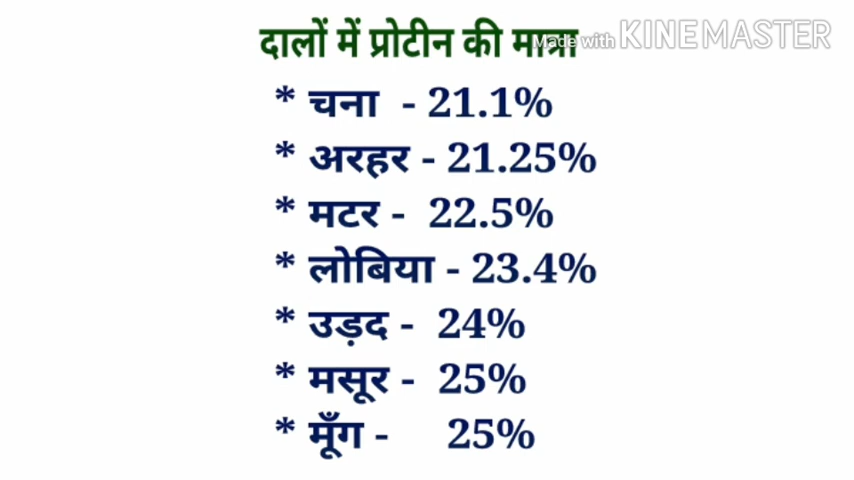 दालों में प्रोटीन की मात्रा
Made with KINEMASTER
* चना - 21.1%
* अरहर - 21.25%
* मटर - 22.5%
* लोबिया - 23.4%
* उड़द - 24%
* मसूर - 25%
* मूँग - 25%